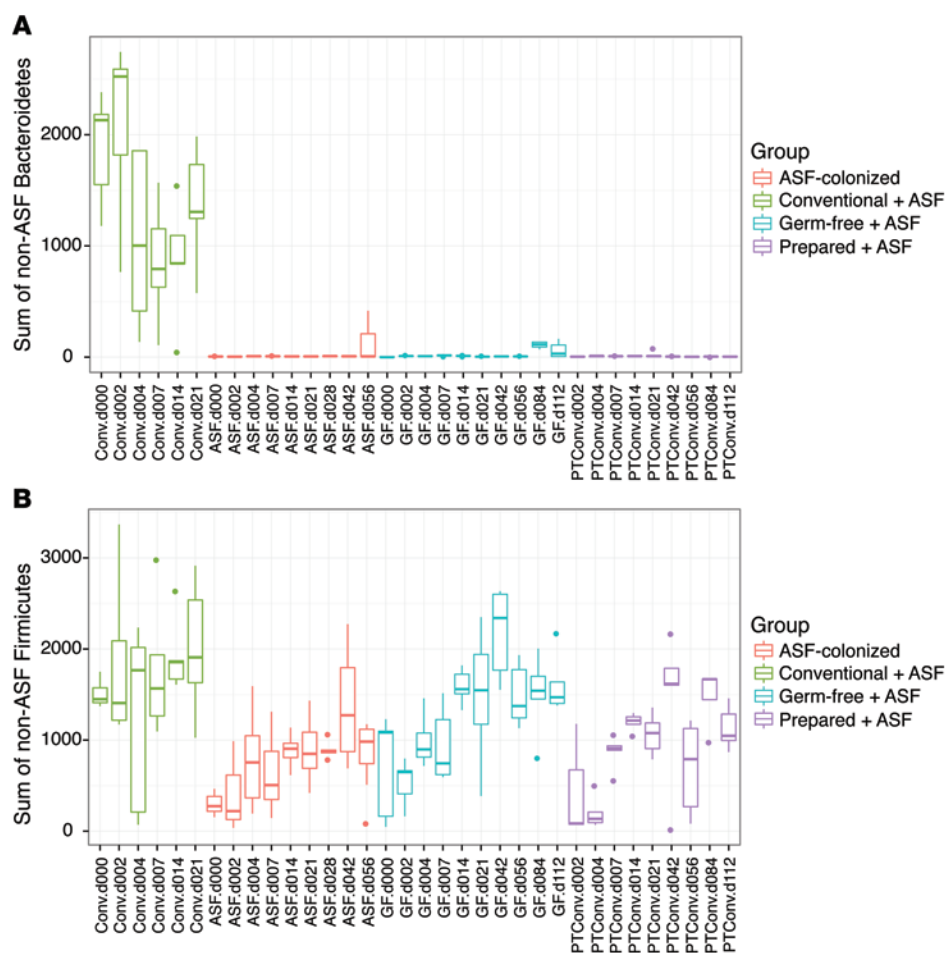 A
Sum of non-ASF Bacteroidetes
2000
1000
0
Conv.d000
Conv.d002
Conv.d004
Conv.d007
Conv.d014
Conv.d021
ASF.d000
ASF.d002
ASF.d004
ASF.d007
ASF.d014
ASF.d021
ASF.d028
ASF.d042
ASF.d056
GF.d000
GF.d002
GF.d004
GF.d007
GF.d014
GF.d021
GF.d042
GF.d056
GF.d084
GF.d112
PTConv.d002
PTConv.d004
PTConv.d007
PTConv.d014
PTConv.d021
PTConv.d042
PTConv.d056
PTConv.d084
PTConv.d112
Group
ASF-colonized
Conventional + ASF
Germ-free + ASF
Prepared + ASF
B
Sum of non-ASF Firmicutes
3000
2000
1000
0
Conv.d000
Conv.d002
Conv.d004
Conv.d007
Conv.d014
Conv.d021
ASF.d000
ASF.d002
ASF.d004
ASF.d007
ASF.d014
ASF.d021
ASF.d028
ASF.d042
ASF.d056
GF.d000
GF.d002
GF.d004
GF.d007
GF.d014
GF.d021
GF.d042
GF.d056
GF.d084
GF.d112
PTConv.d002
PTConv.d004
PTConv.d007
PTConv.d014
PTConv.d021
PTConv.d042
PTConv.d056
PTConv.d084
PTConv.d112
Group
ASF-colonized
Conventional + ASF
Germ-free + ASF
Prepared + ASF